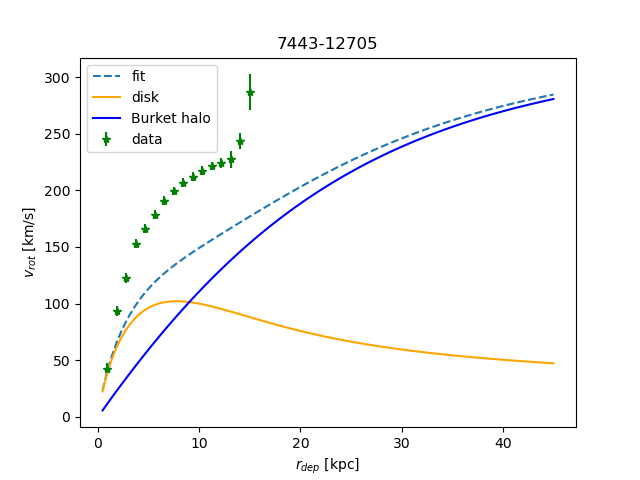 7443-12705
fit
disk
Burket halo
data
300
250
200
150
100
50
0
v_rot [km/s]
0 10 20 30 40
r_dep [kpc]